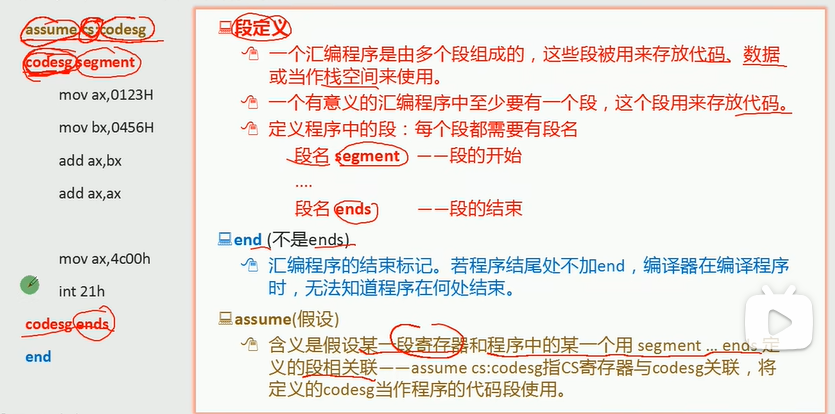 assume cs:codesg
codesg segment
mov ax,0123H
mov bx,0456H
add ax,bx
add ax,ax
mov ax,4c00h
int 21h
codesg ends
end
段定义
一个汇编程序是由多个段组成的，这些段被用来存放代码、数据
或当作栈空间来使用。
一个有意义的汇编程序中至少要有一个段，这个段用来存放代码。
定义程序中的段：每个段都需要有段名
段名 segment ——段的开始
....
段名 ends ——段的结束
end (不是ends)
汇编程序的结束标记。若程序结尾处不加end，编译器在编译程序
时，无法知道程序在何处结束。
assume(假设)
含义是假设某一段寄存器和程序中的某一个用 segment ... ends 定
义的段相关联——assume cs:codesg指CS寄存器与codesg关联，将
定义的codesg当作程序的代码段使用。